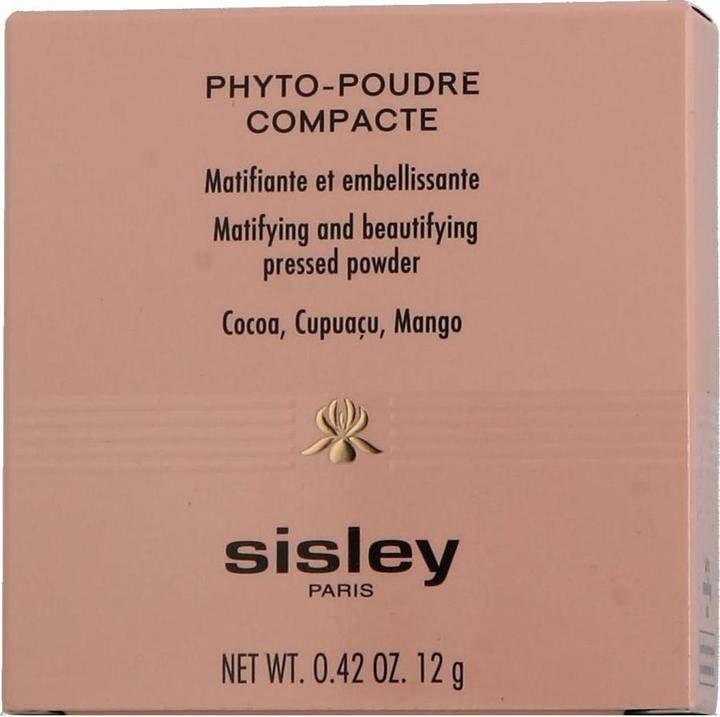 PHYTO-POUDRE
COMPACTE
Matifiante et embellissante
Matifying and beautifying
pressed powder
Cocoa, Cupuaçu, Mango
sisley
PARIS
NET WT. 0.42 OZ. 12 g